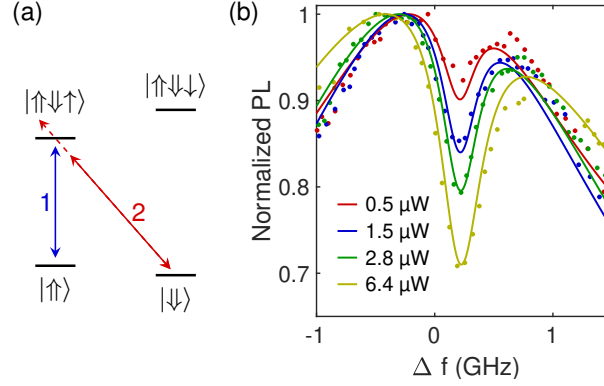 (a)
|⇑⇓↑⟩
|⇑⇓↓⟩
1
2
|⇑⟩
|⇓⟩
(b)
Normalized PL
1
0.9
0.8
0.7
0.5 µW
1.5 µW
2.8 µW
6.4 µW
-1
0
1
Δ f (GHz)